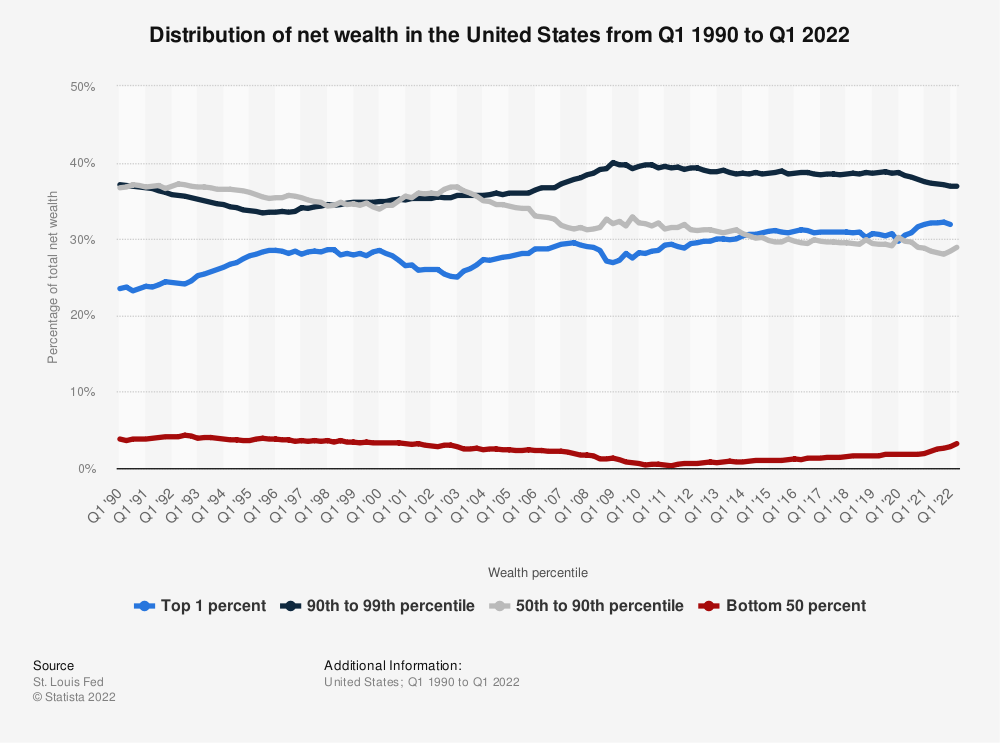 Distribution of net wealth in the United States from Q1 1990 to Q1 2022
Percentage of total net wealth
50%
40%
30%
20%
10%
0%
Q1 '90
Q1 '91
Q1 '92
Q1 '93
Q1 '94
Q1 '95
Q1 '96
Q1 '97
Q1 '98
Q1 '99
Q1 '00
Q1 '01
Q1 '02
Q1 '03
Q1 '04
Q1 '05
Q1 '06
Q1 '07
Q1 '08
Q1 '09
Q1 '10
Q1 '11
Q1 '12
Q1 '13
Q1 '14
Q1 '15
Q1 '16
Q1 '17
Q1 '18
Q1 '19
Q1 '20
Q1 '21
Q1 '22
Wealth percentile
Top 1 percent 90th to 99th percentile 50th to 90th percentile Bottom 50 percent
Source
St. Louis Fed
© Statista 2022
Additional Information:
United States; Q1 1990 to Q1 2022